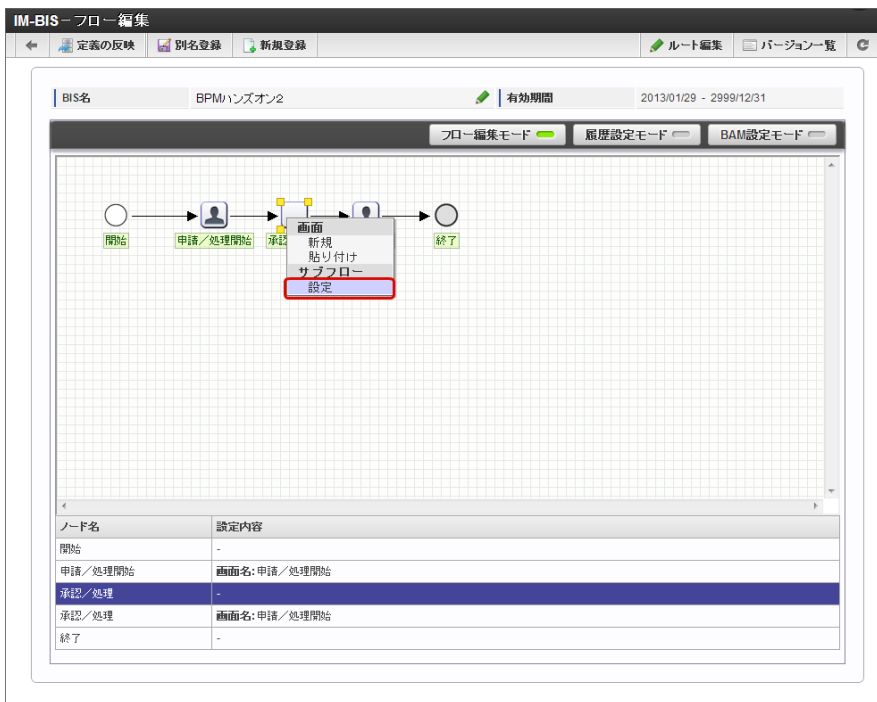 IM-BIS－フロー編集
定義の反映 別名登録 新規登録 ルート編集 バージョン一覧
BIS名 BPMハンズオン2 有効期間 2013/01/29 - 2999/12/31
フロー編集モード 履歴設定モード BAM設定モード
開始 申請／処理開始 承認 終了
画面
新規
貼り付け
サブフロー
設定
ノード名 設定内容
開始 -
申請／処理開始 画面名:申請／処理開始
承認／処理 -
承認／処理 画面名:申請／処理開始
終了 -